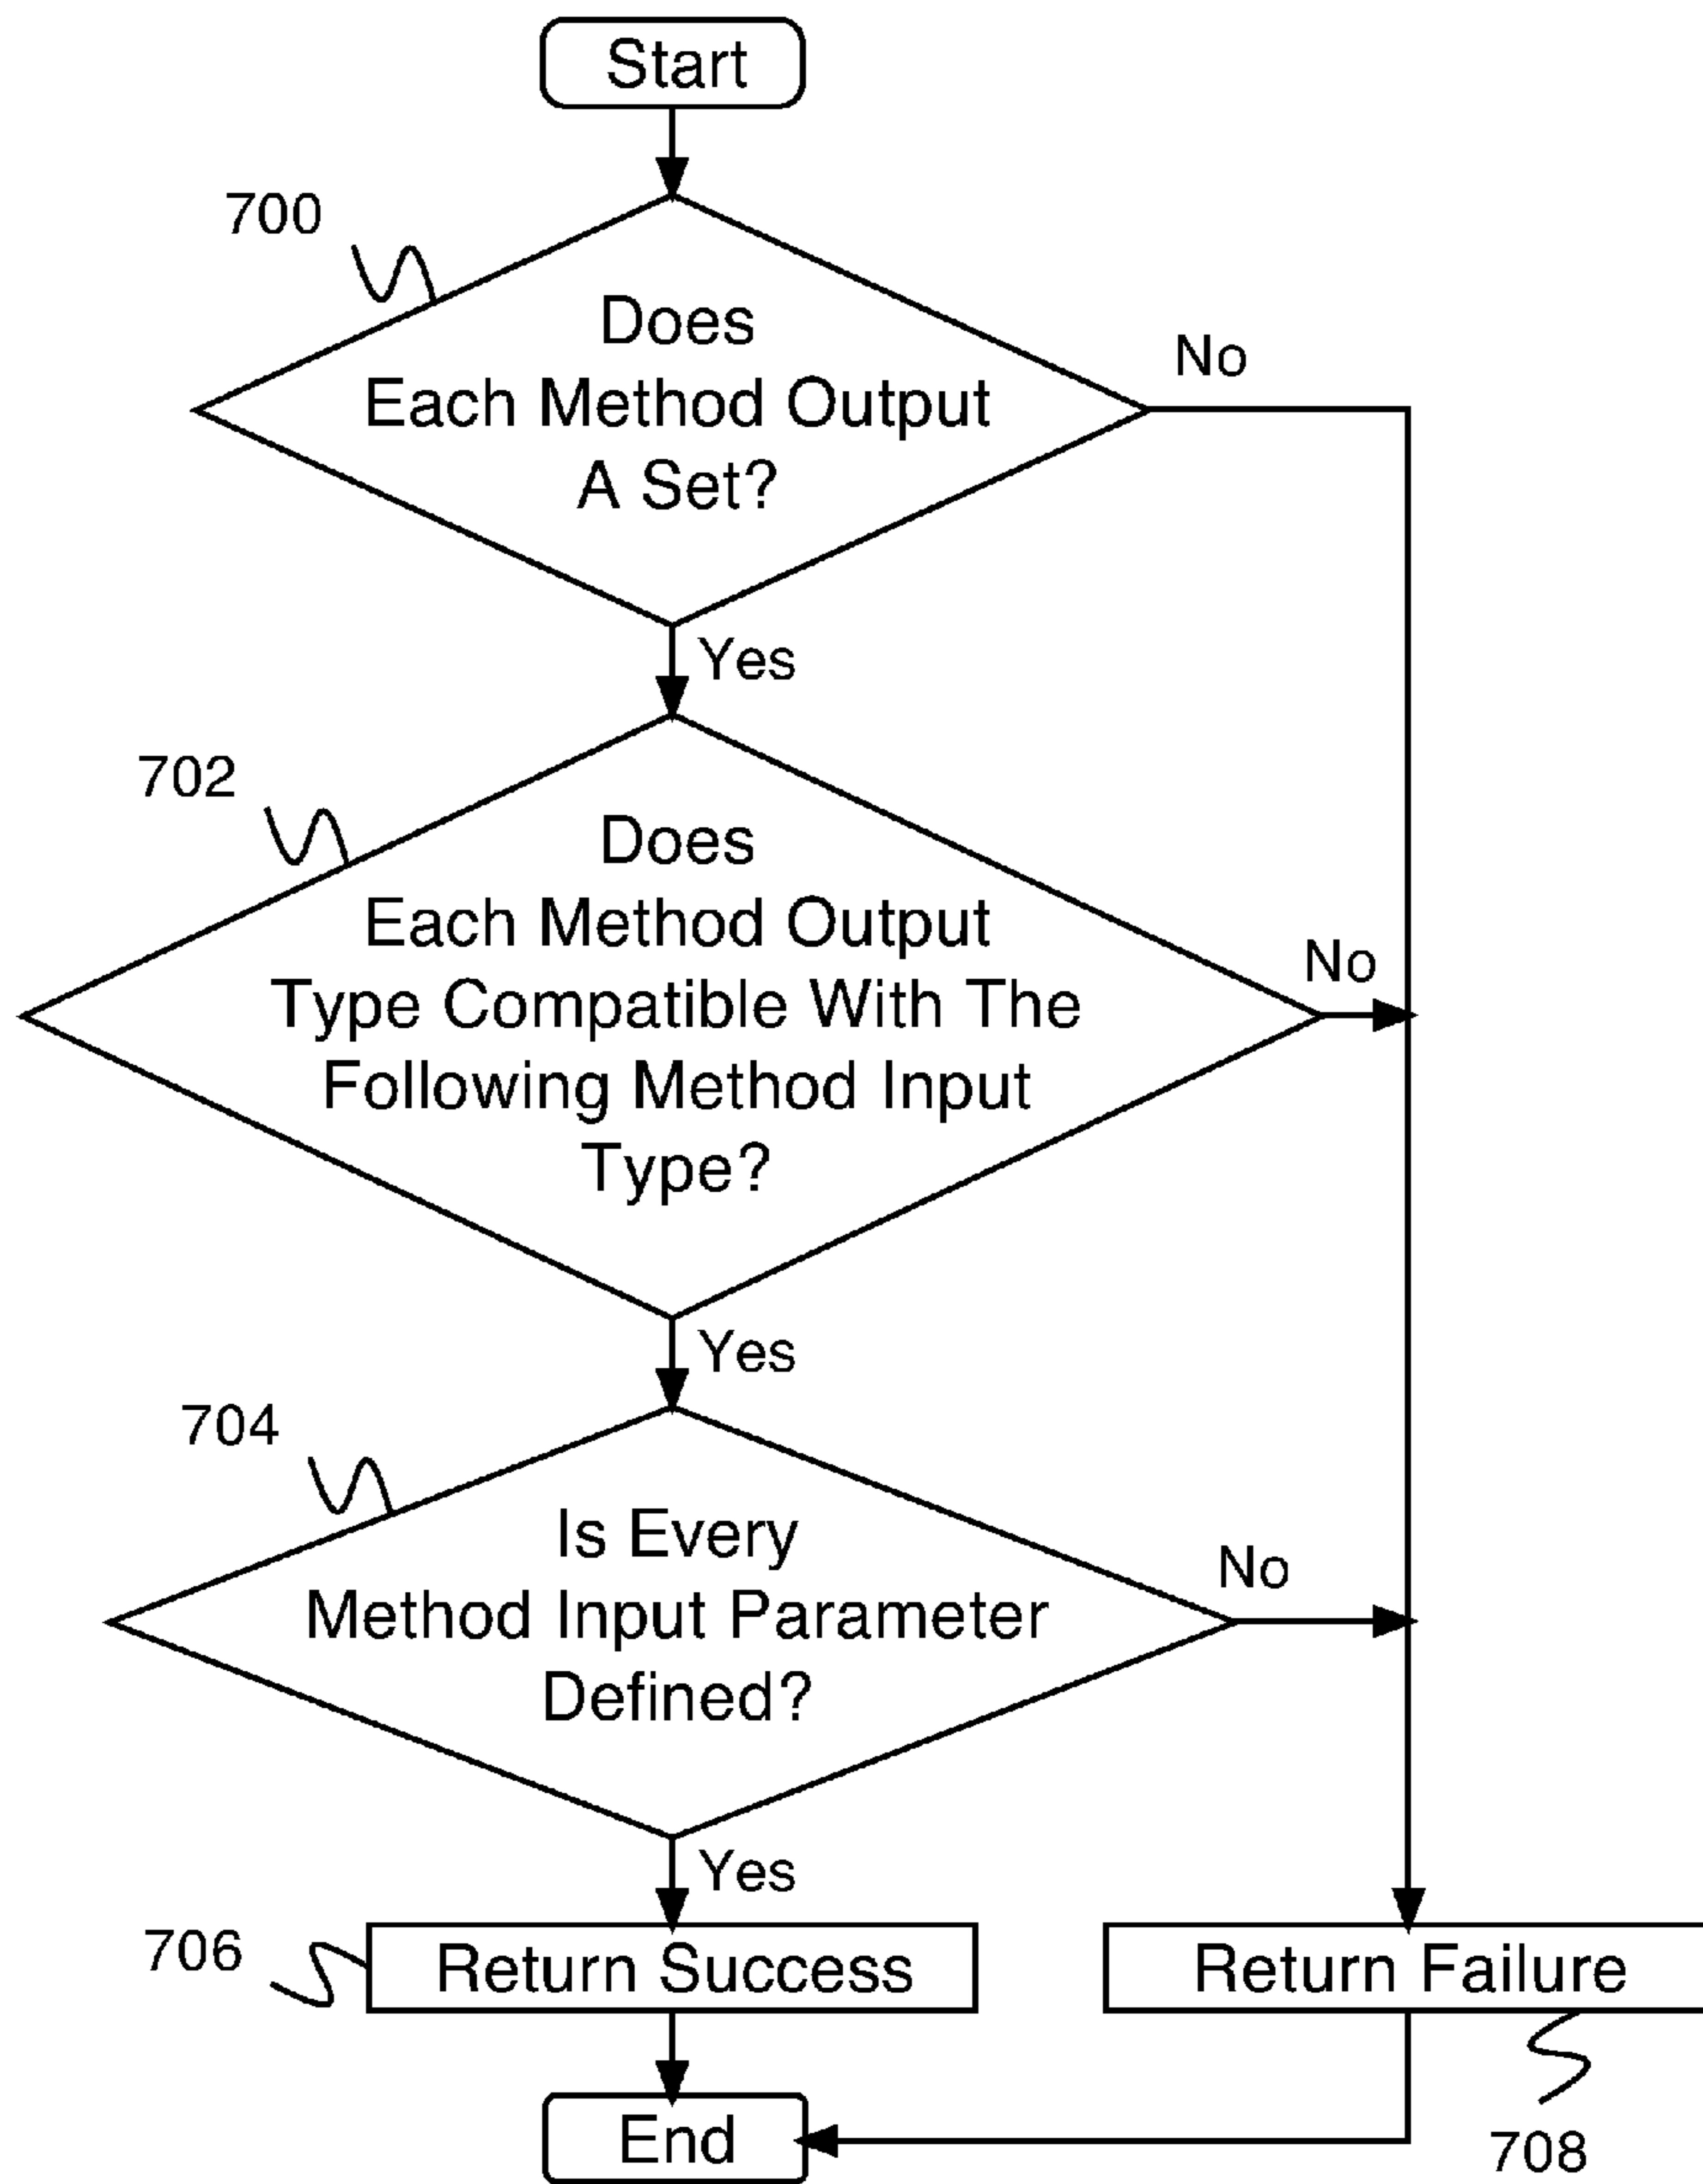 Start
700
Does
Each Method Output
A Set?
No
Yes
702
Does
Each Method Output
Type Compatible With The
Following Method Input
Type?
No
Yes
704
Is Every
Method Input Parameter
Defined?
No
Yes
706
Return Success
Return Failure
End
708